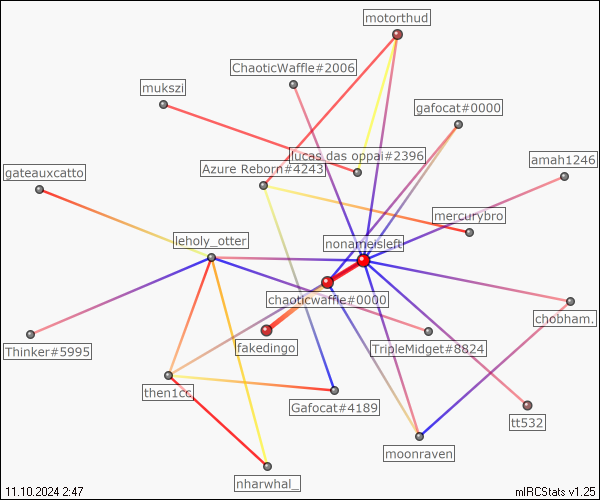 motorthud
ChaoticWaffle#2006
mukszi
gafocat#0000
lucas das oppai#2396
amah1246
Azure Reborn#4243
gateauxcatto
mercurybro
leholy_otter
nonameisleft
chaoticwaffle#0000
chobham.
fakedingo
TripleMidget#8824
Thinker#5995
then1cc
Gafocat#4189
tt532
moonraven
nharwhal_
11.10.2024 2:47
mIRCStats v1.25